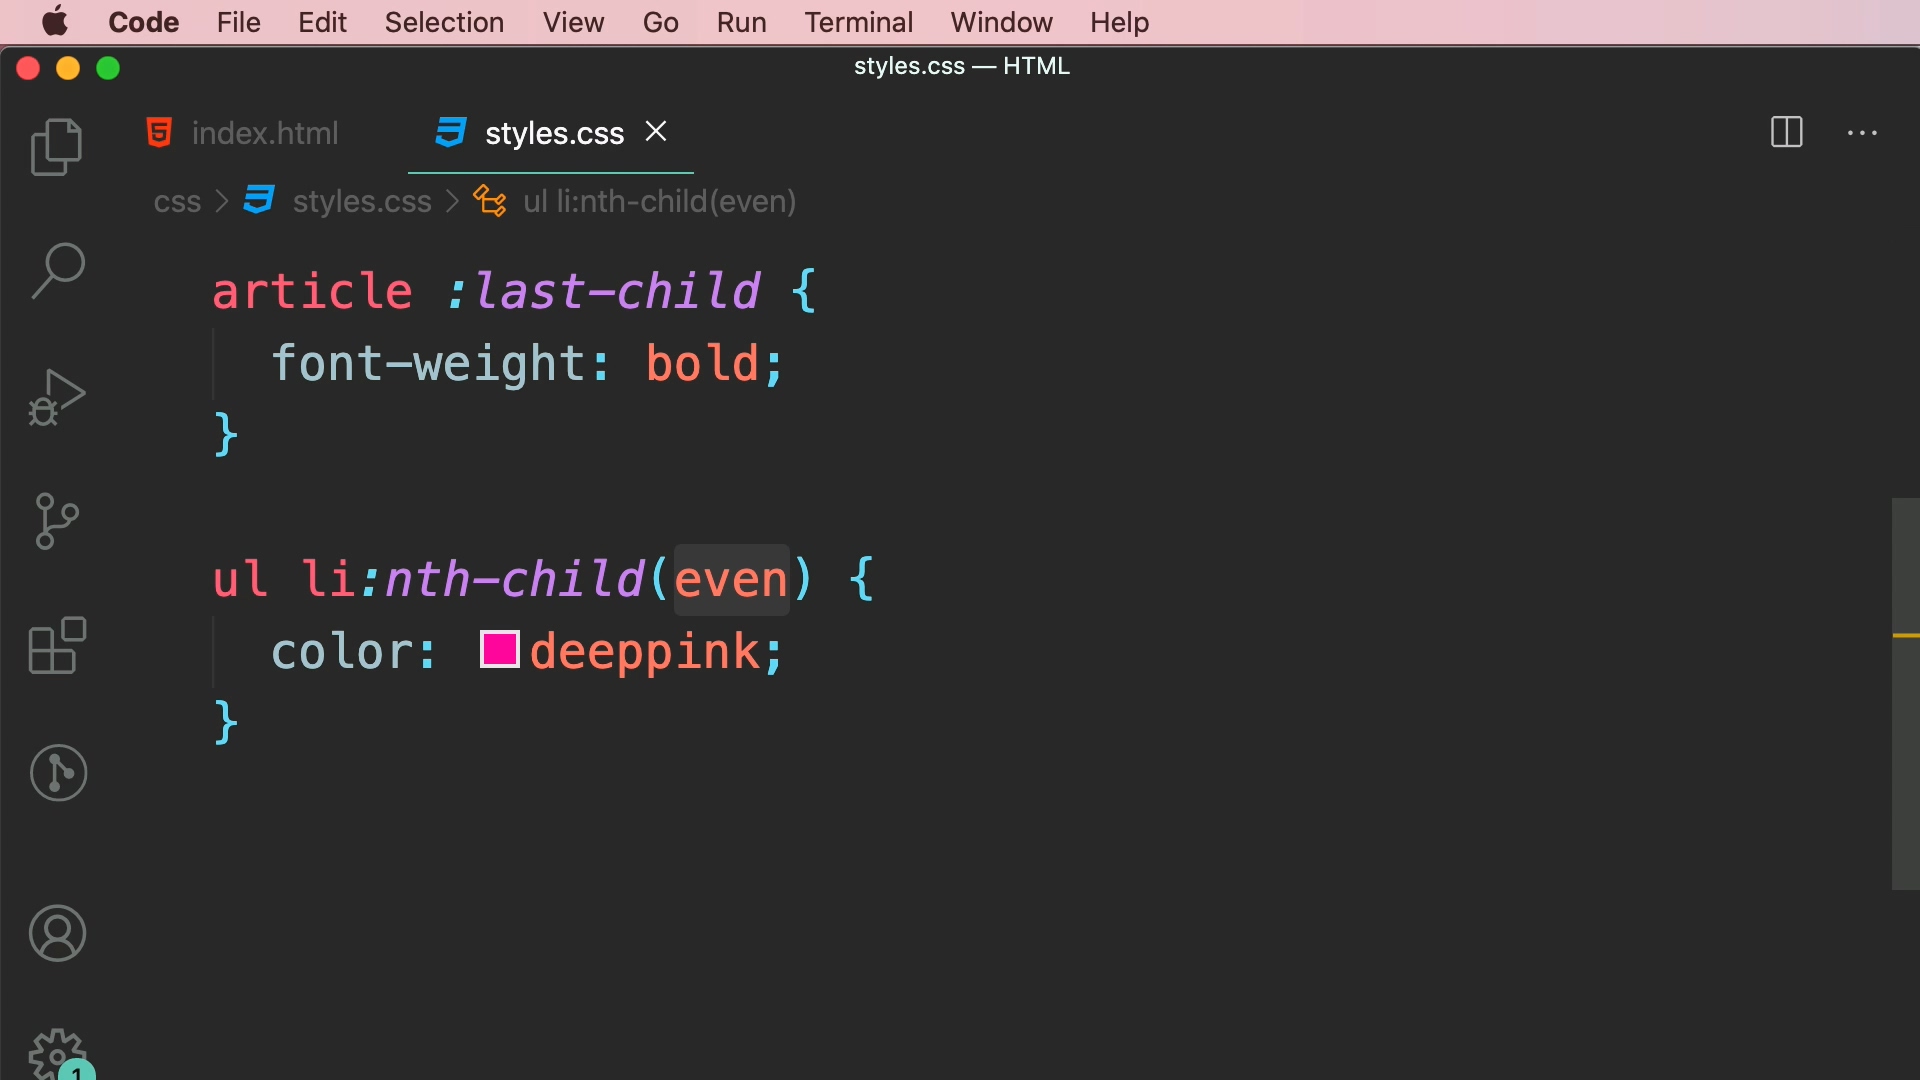 Code File Edit Selection View Go Run Terminal Window Help
styles.css — HTML
index.html styles.css
css > styles.css > ul li:nth-child(even)
article :last-child {
font-weight: bold;
}
ul li:nth-child(even) {
color: deeppink;
}
1